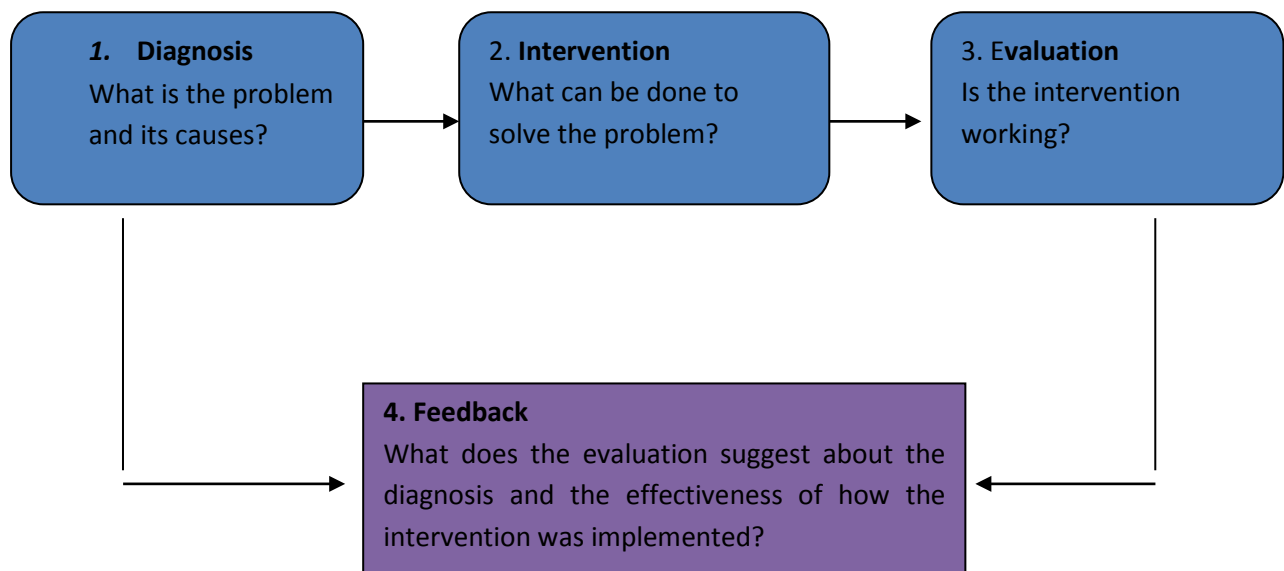 1. Diagnosis
What is the problem
and its causes?
2. Intervention
What can be done to
solve the problem?
3. Evaluation
Is the intervention
working?
4. Feedback
What does the evaluation suggest about the
diagnosis and the effectiveness of how the
intervention was implemented?